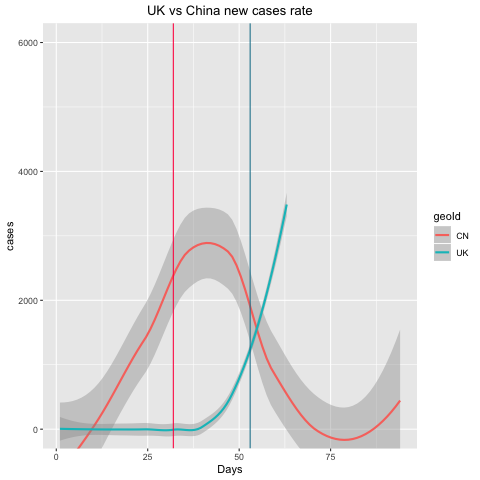 UK vs China new cases rate
6000
4000
2000
0
cases
0 25 50 75
Days
geoId
CN
UK